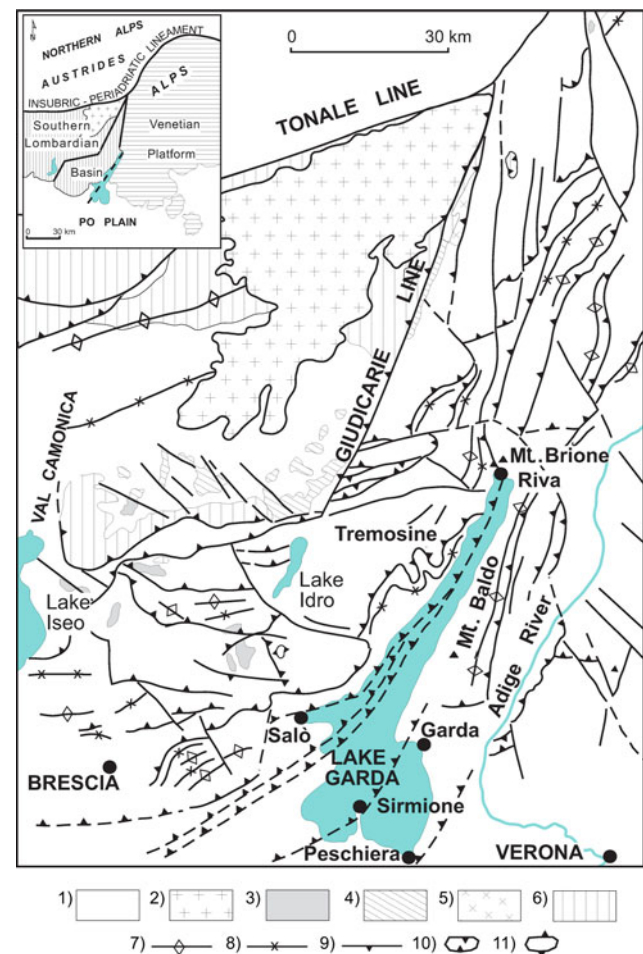 N
NORTHERN ALPS
AUSTRIDES
INSUBRIC - PERIADRIATIC LINEAMENT
ALPS
Southern
Lombardian
Basin
Venetian
Platform
PO PLAIN
0 30 km
0 30 km
TONALE LINE
GIUDICARIE LINE
VAL CAMONICA
Mt. Brione
Riva
Tremosine
Lake
Idro
Lake
Iseo
Mt. Baldo
Adige River
Salò
Garda
LAKE
GARDA
BRESCIA
Sirmione
Peschiera
VERONA
1) 2) 3) 4) 5) 6)
7) 8) 9) 10) 11)